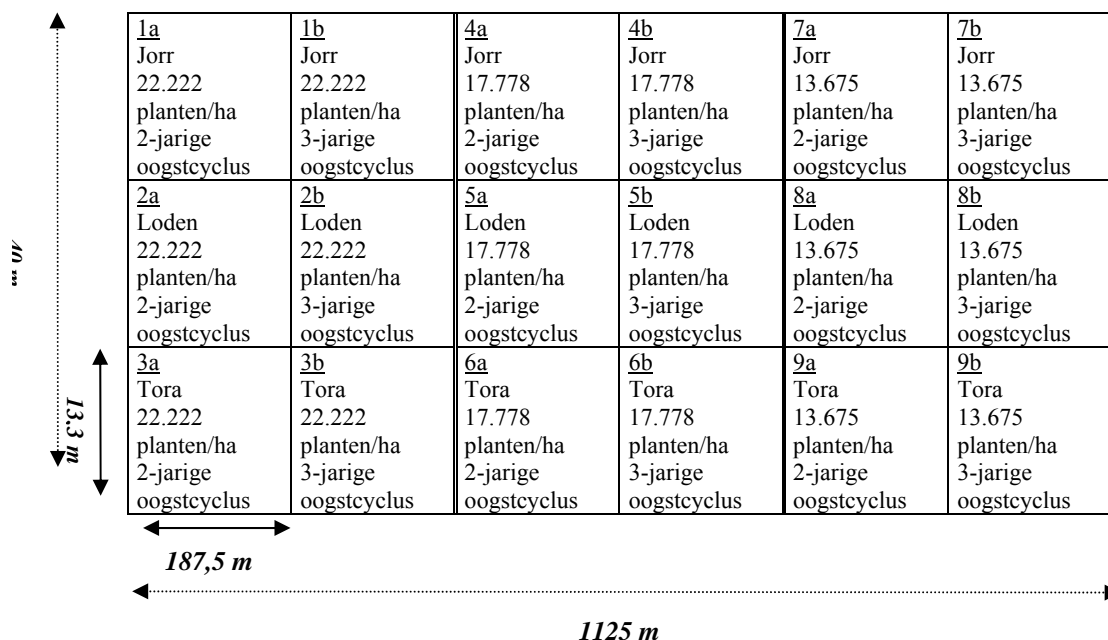 1a
Jorr
22.222
planten/ha
2-jarige
oogstcyclus
1b
Jorr
22.222
planten/ha
3-jarige
oogstcyclus
4a
Jorr
17.778
planten/ha
2-jarige
oogstcyclus
4b
Jorr
17.778
planten/ha
3-jarige
oogstcyclus
7a
Jorr
13.675
planten/ha
2-jarige
oogstcyclus
7b
Jorr
13.675
planten/ha
3-jarige
oogstcyclus
40 m
2a
Loden
22.222
planten/ha
2-jarige
oogstcyclus
2b
Loden
22.222
planten/ha
3-jarige
oogstcyclus
5a
Loden
17.778
planten/ha
2-jarige
oogstcyclus
5b
Loden
17.778
planten/ha
3-jarige
oogstcyclus
8a
Loden
13.675
planten/ha
2-jarige
oogstcyclus
8b
Loden
13.675
planten/ha
3-jarige
oogstcyclus
13,3 m
3a
Tora
22.222
planten/ha
2-jarige
oogstcyclus
3b
Tora
22.222
planten/ha
3-jarige
oogstcyclus
6a
Tora
17.778
planten/ha
2-jarige
oogstcyclus
6b
Tora
17.778
planten/ha
3-jarige
oogstcyclus
9a
Tora
13.675
planten/ha
2-jarige
oogstcyclus
9b
Tora
13.675
planten/ha
3-jarige
oogstcyclus
187,5 m
1125 m